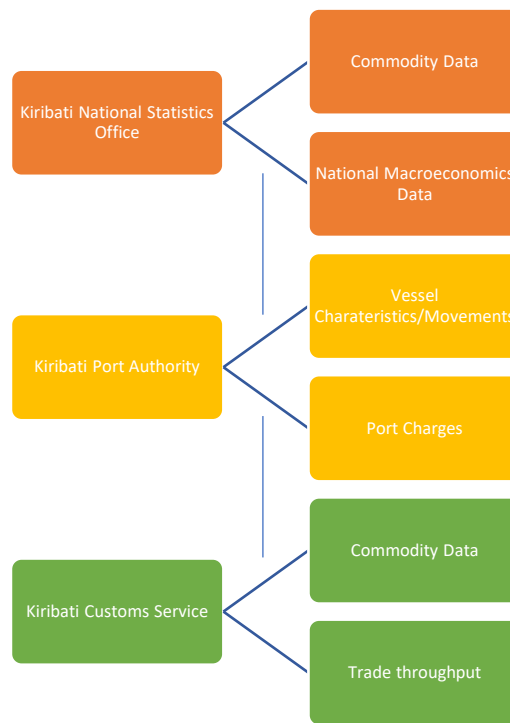 Commodity Data
Kiribati National Statistics
Office
National Macroeconomics
Data
Vessel
Charateristics/Movements
Kiribati Port Authority
Port Charges
Commodity Data
Kiribati Customs Service
Trade throughput